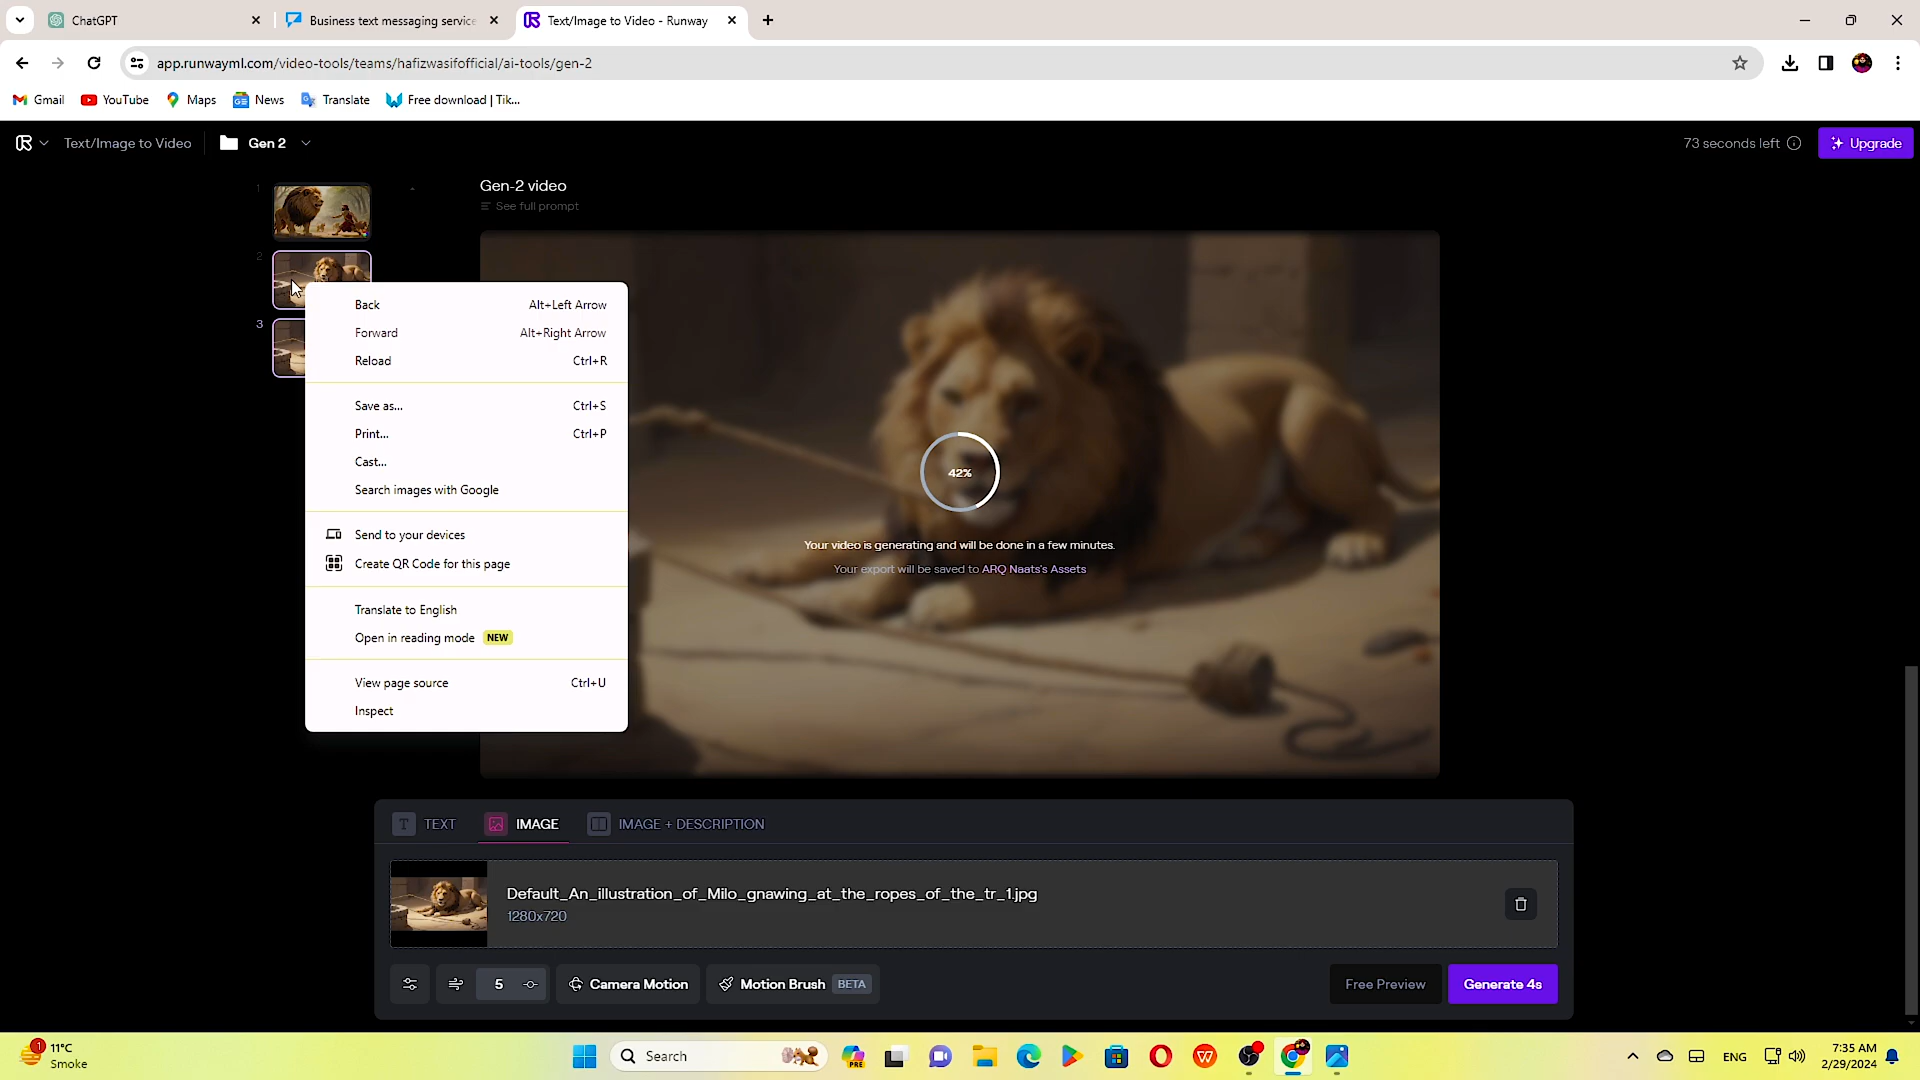 ChatGPT
Business text messaging service
Text/Image to Video - Runway
app.runwayml.com/video-tools/teams/hafizwasifofficial/ai-tools/gen-2
Gmail
YouTube
Maps
News
Translate
Free download | Tik...
Text/Image to Video
Gen 2
73 seconds left
Upgrade
1
2
3
Gen-2 video
See full prompt
Back Alt+Left Arrow
Forward Alt+Right Arrow
Reload Ctrl+R
Save as... Ctrl+S
Print... Ctrl+P
Cast...
Search images with Google
Send to your devices
Create QR Code for this page
Translate to English
Open in reading mode NEW
View page source Ctrl+U
Inspect
42%
Your video is generating and will be done in a few minutes.
Your export will be saved to ARQ Naats's Assets
T TEXT
IMAGE
IMAGE + DESCRIPTION
Default_An_illustration_of_Milo_gnawing_at_the_ropes_of_the_tr_1.jpg
1280x720
5
Camera Motion
Motion Brush BETA
Free Preview
Generate 4s
1
11°C
Smoke
Search
PRE
ENG
7:35 AM
2/29/2024